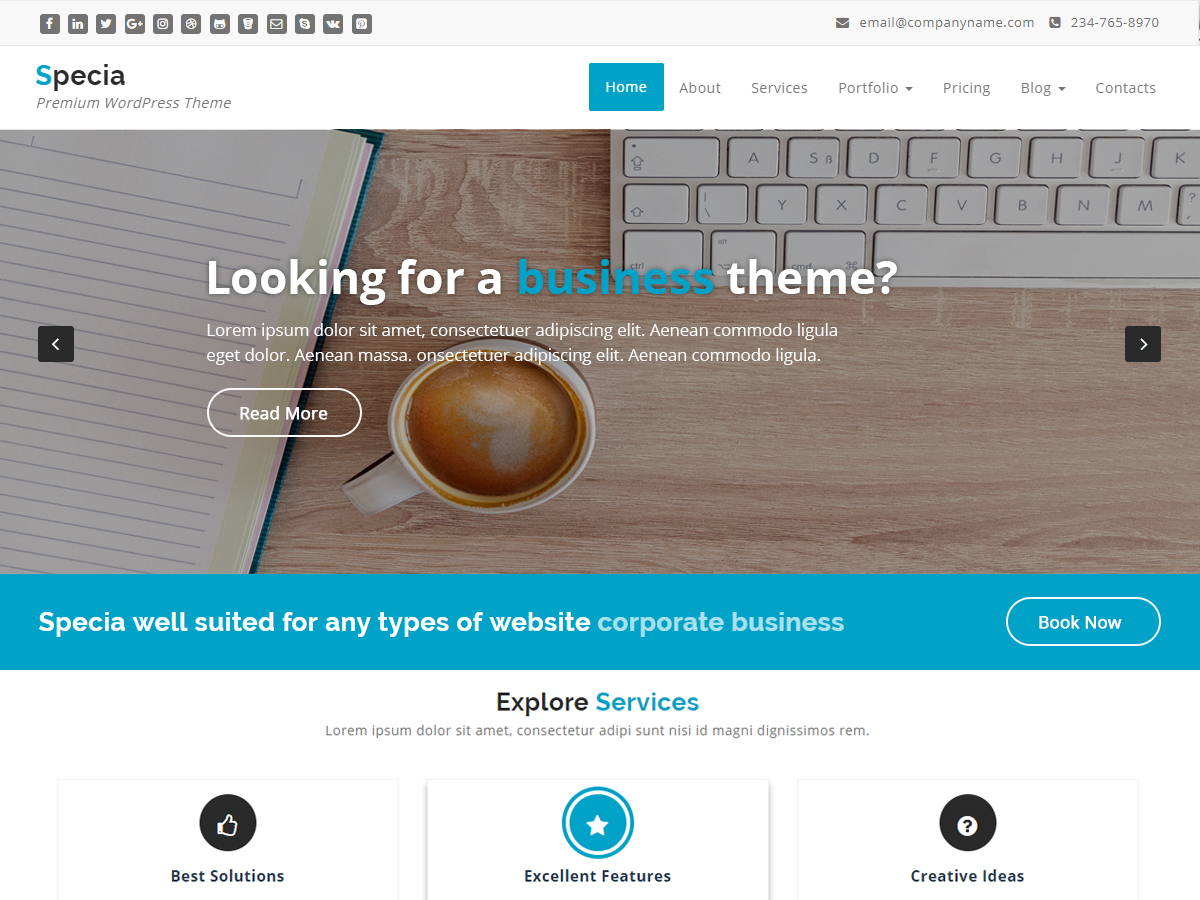 email@companyname.com 234-765-8970
Specia
Premium WordPress Theme
Home About Services Portfolio Pricing Blog Contacts
A S ß D F G H J K
Y X C V B N M
alt
ctrl cmd
Looking for a business theme?
Lorem ipsum dolor sit amet, consectetuer adipiscing elit. Aenean commodo ligula
eget dolor. Aenean massa. onsectetuer adipiscing elit. Aenean commodo ligula.
Read More
Specia well suited for any types of website corporate business
Book Now
Explore Services
Lorem ipsum dolor sit amet, consectetur adipi sunt nisi id magni dignissimos rem.
Best Solutions Excellent Features Creative Ideas